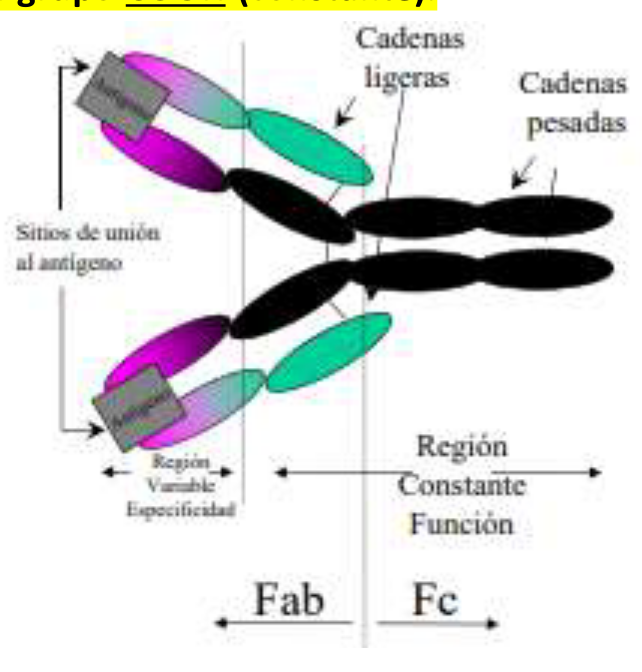 (constante).
Cadenas
ligeras
Cadenas
pesadas
Antígeno
Sitios de unión
al antígeno
Antígeno
Región
Variable
Especificidad
Región
Constante
Función
Fab
Fc